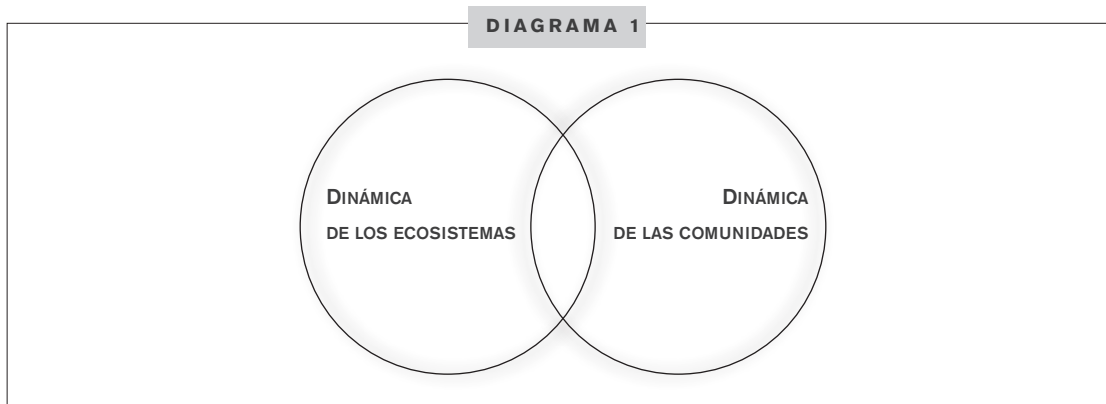 DIAGRAMA 1
DINÁMICA
DE LOS ECOSISTEMAS
DINÁMICA
DE LAS COMUNIDADES